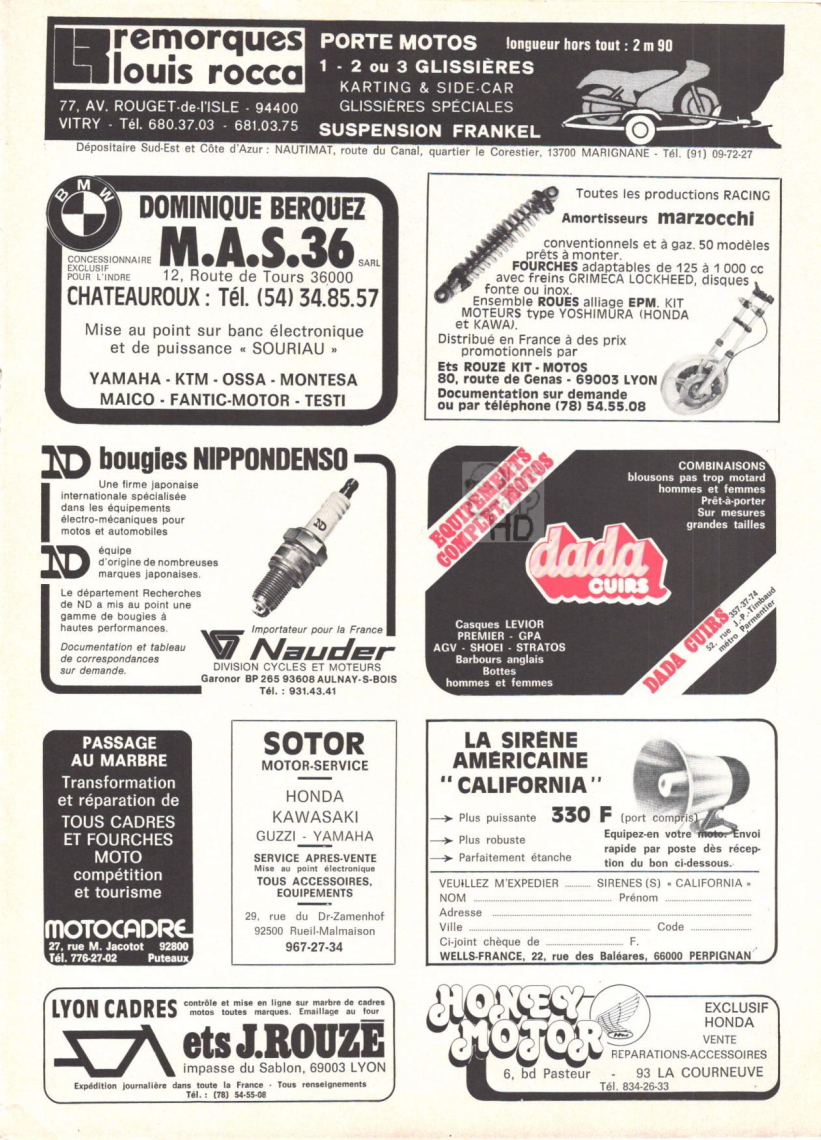 remorques
louis rocca
77, AV. ROUGET-de-l'ISLE - 94400
VITRY - Tél. 680.37.03 - 681.03.75
PORTE MOTOS longueur hors tout : 2 m 90
1 - 2 ou 3 GLISSIÈRES
KARTING & SIDE-CAR
GLISSIÈRES SPÉCIALES
SUSPENSION FRANKEL
Dépositaire Sud-Est et Côte d'Azur : NAUTIMAT, route du Canal, quartier le Corestier, 13700 MARIGNANE - Tél. (91) 09-72-27
BMW
DOMINIQUE BERQUEZ
CONCESSIONNAIRE
EXCLUSIF
POUR L'INDRE
M.A.S.36 SARL
12, Route de Tours 36000
CHATEAUROUX : Tél. (54) 34.85.57
Mise au point sur banc électronique
et de puissance « SOURIAU »
YAMAHA - KTM - OSSA - MONTESA
MAICO - FANTIC-MOTOR - TESTI
Toutes les productions RACING
Amortisseurs marzocchi
conventionnels et à gaz. 50 modèles
prêts à monter.
FOURCHES adaptables de 125 à 1 000 cc
avec freins GRIMECA LOCKHEED, disques
fonte ou inox.
Ensemble ROUES alliage EPM. KIT
MOTEURS type YOSHIMURA (HONDA
et KAWA).
Distribué en France à des prix
promotionnels par
Ets ROUZÉ KIT - MOTOS
80, route de Genas - 69003 LYON
Documentation sur demande
ou par téléphone (78) 54.55.08
ND bougies NIPPONDENSO
Une firme japonaise
internationale spécialisée
dans les équipements
électro-mécaniques pour
motos et automobiles
ND
équipe
d'origine de nombreuses
marques japonaises.
Le département Recherches
de ND a mis au point une
gamme de bougies à
hautes performances.
Documentation et tableau
de correspondances
sur demande.
ND
Importateur pour la France
Nauder
DIVISION CYCLES ET MOTEURS
Garonor BP 265 93608 AULNAY-S-BOIS
Tél. : 931.43.41
EQUIPEMENTS
COMPLET MOTOS
HD
COMBINAISONS
blousons pas trop motard
hommes et femmes
Prêt-à-porter
Sur mesures
grandes tailles
dada
CUIRS
Casques LEVIOR
PREMIER - GPA
AGV - SHOEI - STRATOS
Barbours anglais
Bottes
hommes et femmes
DADA CUIRS 357-37-74
52, rue J.-P.-Timbaud
métro Parmentier
PASSAGE
AU MARBRE
Transformation
et réparation de
TOUS CADRES
ET FOURCHES
MOTO
compétition
et tourisme
MOTOCADRE
27, rue M. Jacotot 92800
Tél. 776-27-02 Puteaux
SOTOR
MOTOR-SERVICE
HONDA
KAWASAKI
GUZZI - YAMAHA
SERVICE APRES-VENTE
Mise au point électronique
TOUS ACCESSOIRES,
EQUIPEMENTS
29, rue du Dr-Zamenhof
92500 Rueil-Malmaison
967-27-34
LA SIRÈNE
AMÉRICAINE
"CALIFORNIA"
→ Plus puissante 330 F (port compris)
→ Plus robuste
→ Parfaitement étanche
Equipez-en votre moto. Envoi
rapide par poste dès récep-
tion du bon ci-dessous.
VEUILLEZ M'EXPEDIER .......... SIRENES(S) « CALIFORNIA »
NOM .......... Prénom ..........
Adresse ..........
Ville .......... Code ..........
Ci-joint chèque de .......... F.
WELLS-FRANCE, 22, rue des Baléares, 66000 PERPIGNAN
LYON CADRES contrôle et mise en ligne sur marbre de cadres
motos toutes marques. Emaillage au four
ets J.ROUZÉ
impasse du Sablon, 69003 LYON
Expédition journalière dans toute la France - Tous renseignements
Tél. : (78) 54-55-08
HONEY
MOTOR
EXCLUSIF
HONDA
VENTE
REPARATIONS-ACCESSOIRES
6, bd Pasteur - 93 LA COURNEUVE
Tél. 834-26-33